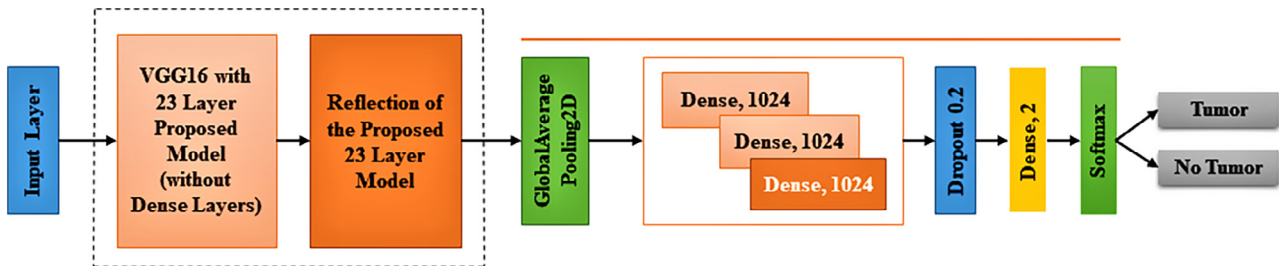 Input Layer
VGG16 with
23 Layer
Proposed
Model
(without
Dense Layers)
Reflection of
the Proposed
23 Layer
Model
GlobalAverage
Pooling2D
Dense, 1024
Dense, 1024
Dense, 1024
Dropout 0.2
Dense, 2
Softmax
Tumor
No Tumor